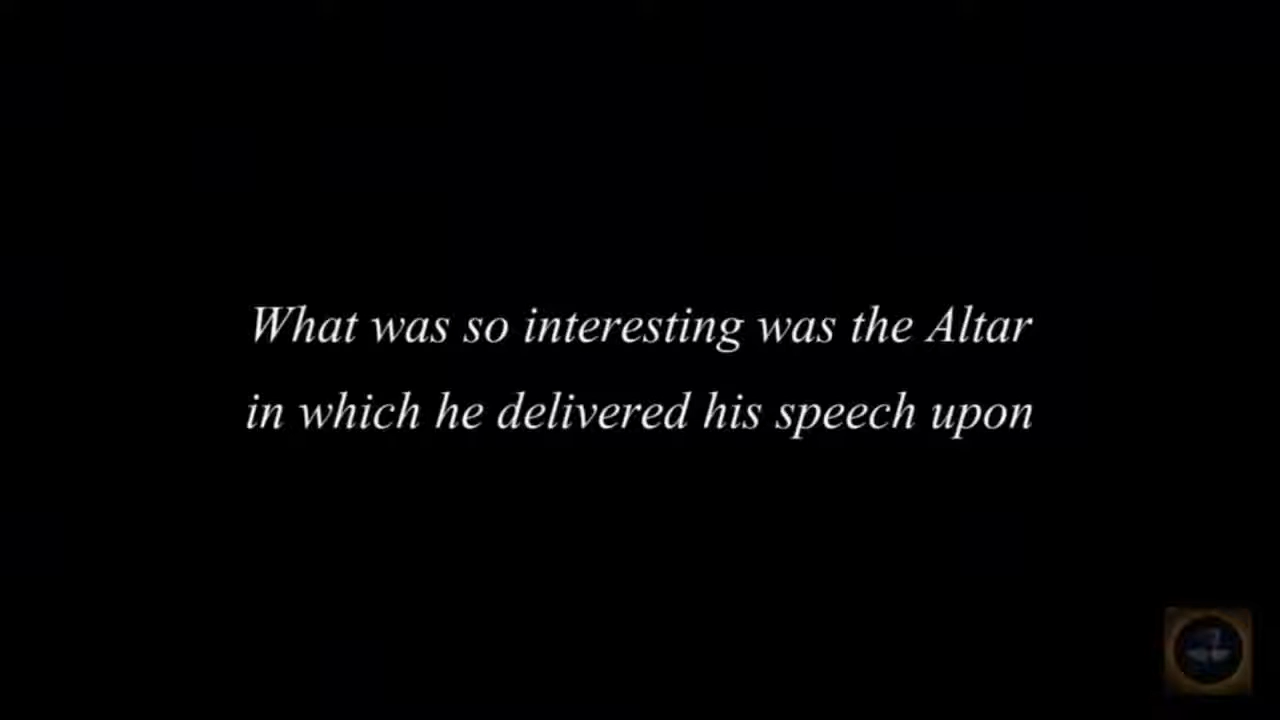 What was so interesting was the Altar
in which he delivered his speech upon